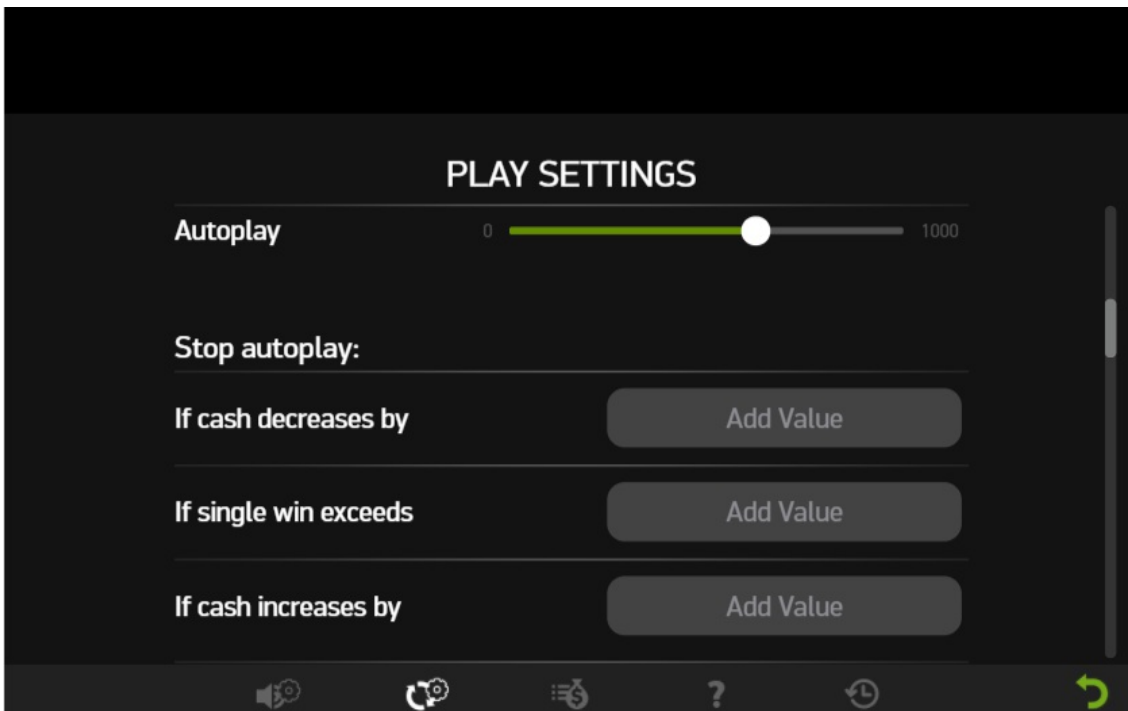 PLAY SETTINGS
Autoplay 0 1000
Stop autoplay:
If cash decreases by Add Value
If single win exceeds Add Value
If cash increases by Add Value
?